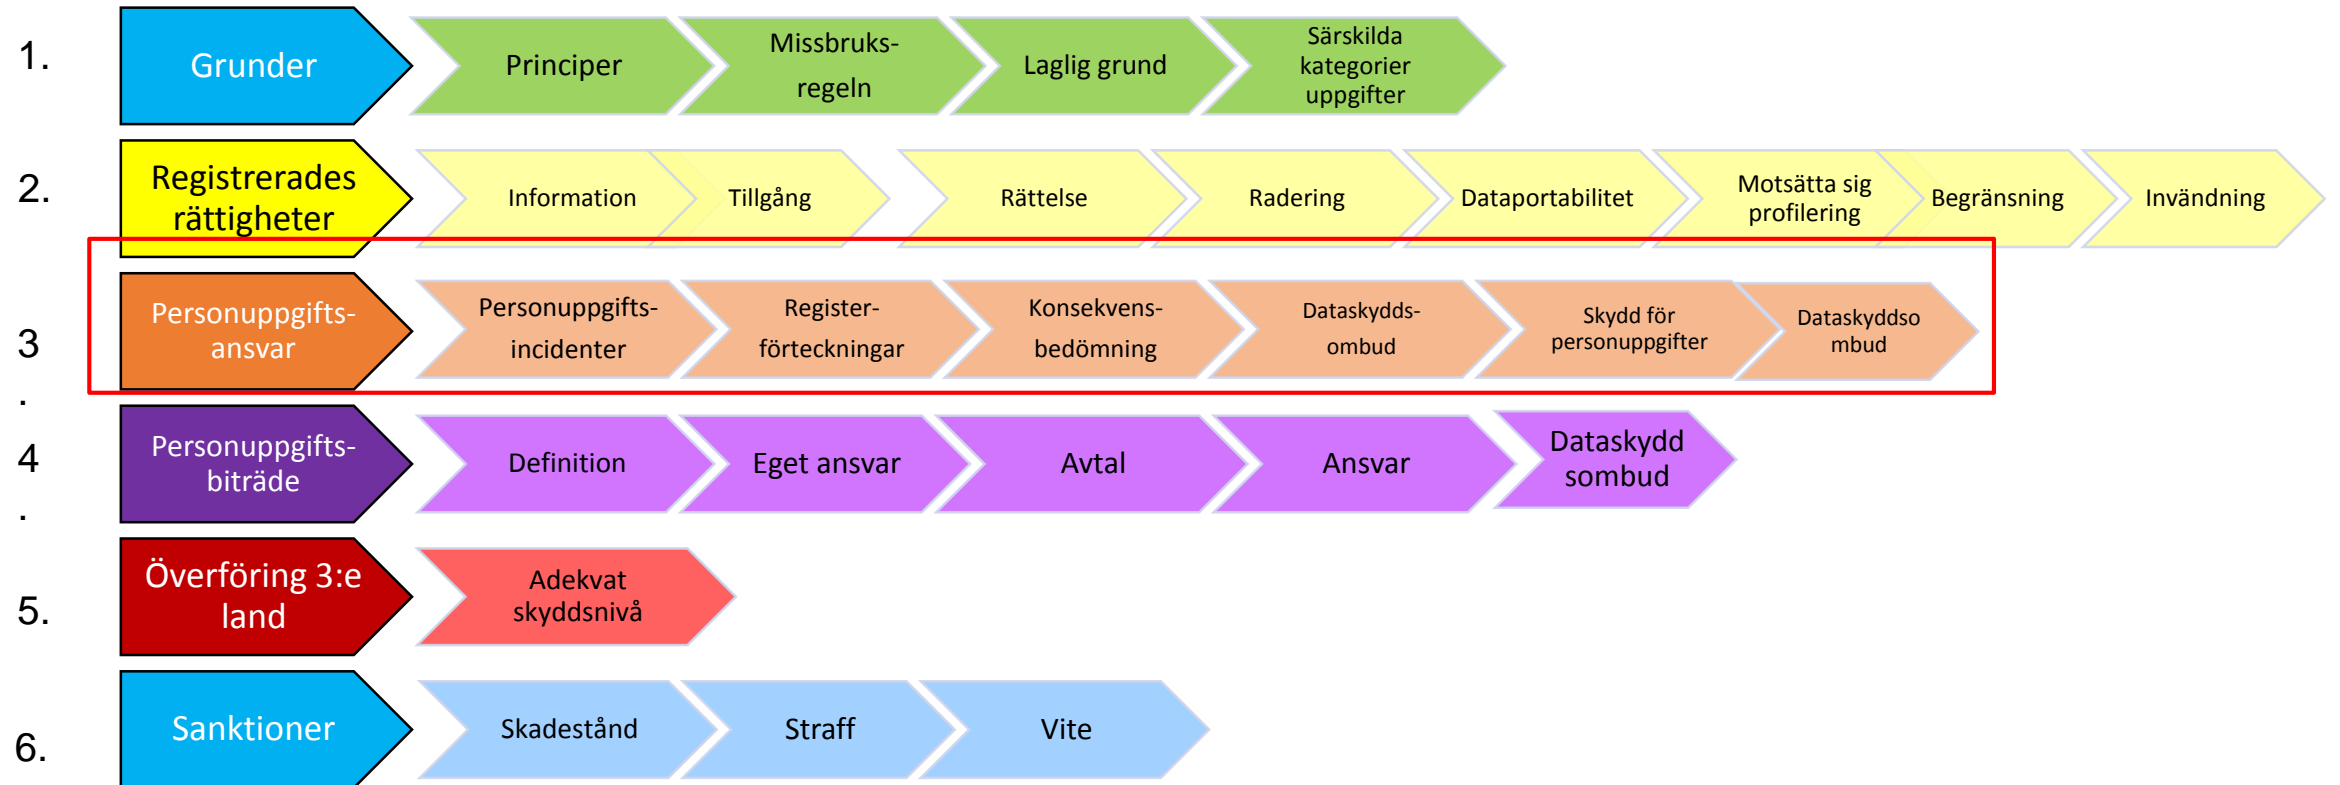 1.
Grunder
Principer
Missbruks-
regeln
Laglig grund
Särskilda
kategorier
uppgifter
2.
Registrerades
rättigheter
Information
Tillgång
Rättelse
Radering
Dataportabilitet
Motsätta sig
profilering
Begränsning
Invändning
3
.
Personuppgifts-
ansvar
Personuppgifts-
incidenter
Register-
förteckningar
Konsekvens-
bedömning
Dataskydds-
ombud
Skydd för
personuppgifter
Dataskyddso
mbud
4
.
Personuppgifts-
biträde
Definition
Eget ansvar
Avtal
Ansvar
Dataskydd
sombud
5.
Överföring 3:e
land
Adekvat
skyddsnivå
6.
Sanktioner
Skadestånd
Straff
Vite